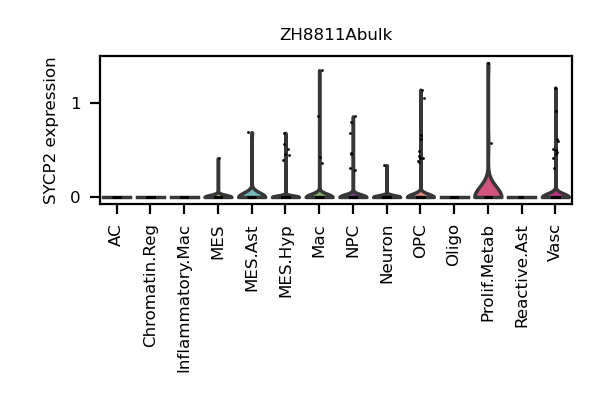 ZH8811Abulk
SYCP2 expression
1
0
AC
Chromatin.Reg
Inflammatory.Mac
MES
MES.Ast
MES.Hyp
Mac
NPC
Neuron
OPC
Oligo
Prolif.Metab
Reactive.Ast
Vasc